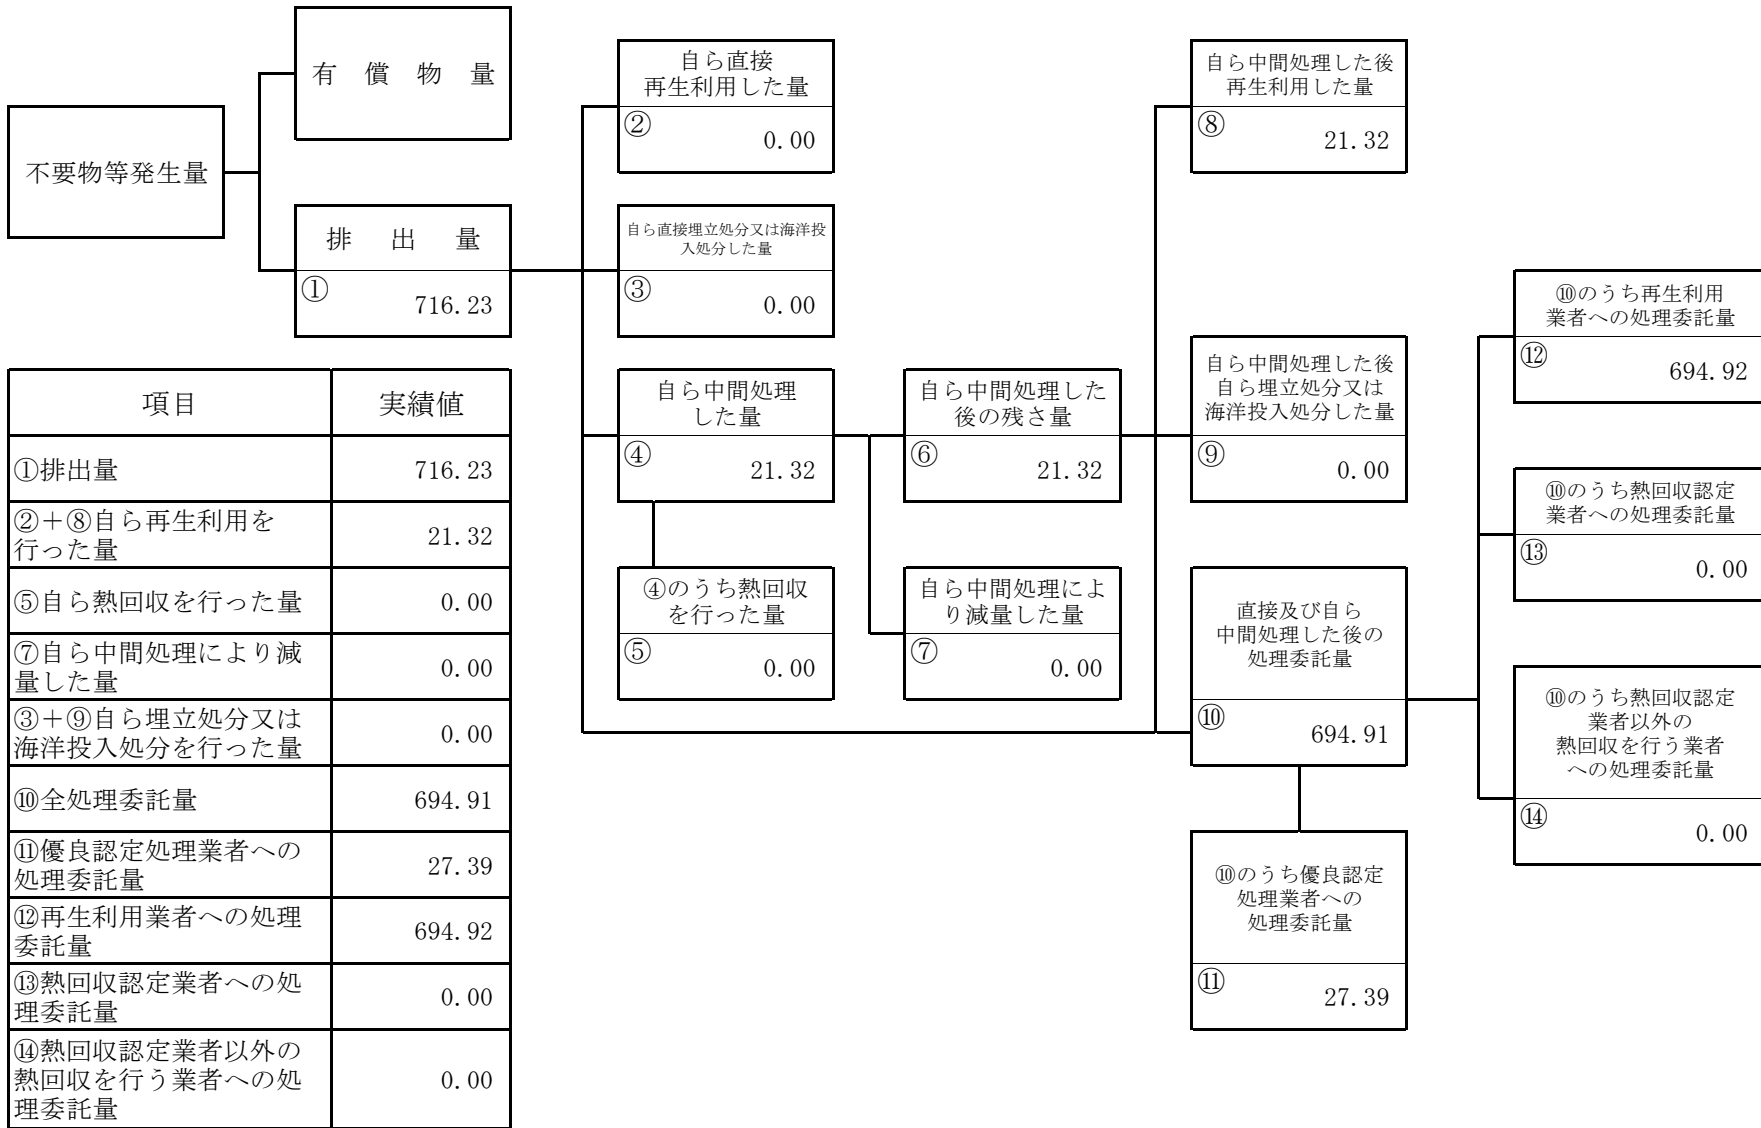 不要物等発生量
有償物量
排出量
①
716.23
自ら直接
再生利用した量
②
0.00
自ら直接埋立処分又は海洋投
入処分した量
③
0.00
自ら中間処理
した量
④
21.32
④のうち熱回収
を行った量
⑤
0.00
自ら中間処理した
後の残さ量
⑥
21.32
自ら中間処理によ
り減量した量
⑦
0.00
自ら中間処理した後
再生利用した量
⑧
21.32
自ら中間処理した後
自ら埋立処分又は
海洋投入処分した量
⑨
0.00
直接及び自ら
中間処理した後の
処理委託量
⑩
694.91
⑩のうち優良認定
処理業者への
処理委託量
⑪
27.39
⑩のうち再生利用
業者への処理委託量
⑫
694.92
⑩のうち熱回収認定
業者への処理委託量
⑬
0.00
⑩のうち熱回収認定
業者以外の
熱回収を行う業者
への処理委託量
⑭
0.00
項目 実績値
①排出量 716.23
②＋⑧自ら再生利用を
行った量 21.32
⑤自ら熱回収を行った量 0.00
⑦自ら中間処理により減
量した量 0.00
③＋⑨自ら埋立処分又は
海洋投入処分を行った量 0.00
⑩全処理委託量 694.91
⑪優良認定処理業者への
処理委託量 27.39
⑫再生利用業者への処理
委託量 694.92
⑬熱回収認定業者への処
理委託量 0.00
⑭熱回収認定業者以外の
熱回収を行う業者への処 0.00
理委託量